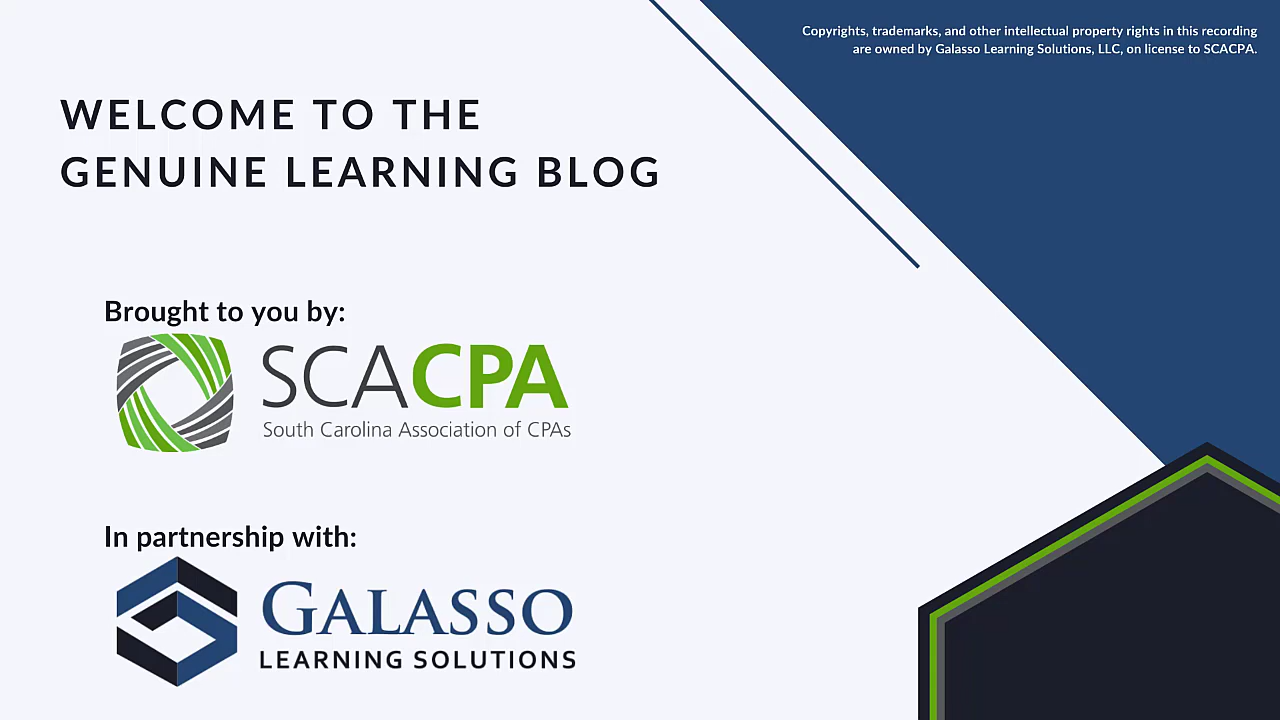 Copyrights, trademarks, and other intellectual property rights in this recording
are owned by Galasso Learning Solutions, LLC, on license to SCACPA.
WELCOME TO THE
GENUINE LEARNING BLOG
Brought to you by:
SCACPA
South Carolina Association of CPAs
In partnership with:
GALASSO
LEARNING SOLUTIONS